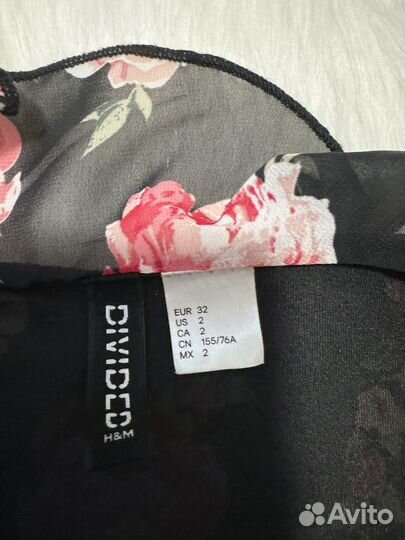 EUR 32
US 2
CA 2
CN 155/76A
MX 2
DIVIDED
H&M
Avito